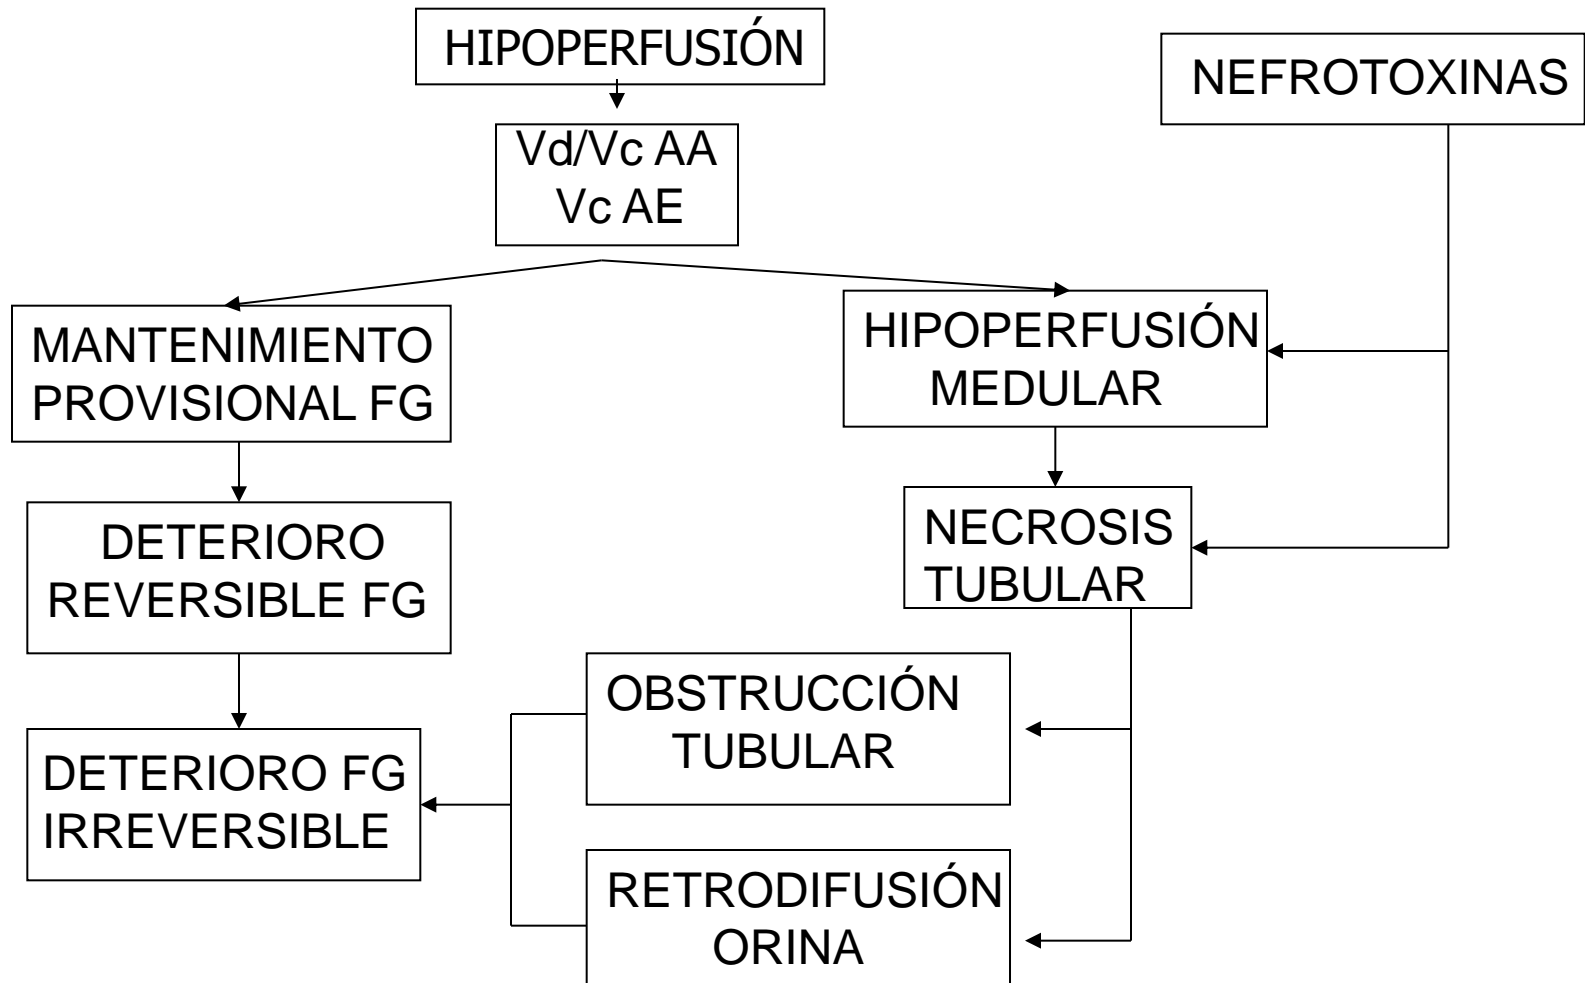 HIPOPERFUSIÓN
NEFROTOXINAS
Vd/Vc AA
Vc AE
MANTENIMIENTO
PROVISIONAL FG
HIPOPERFUSIÓN
MEDULAR
DETERIORO
REVERSIBLE FG
NECROSIS
TUBULAR
OBSTRUCCIÓN
TUBULAR
DETERIORO FG
IRREVERSIBLE
RETRODIFUSIÓN
ORINA